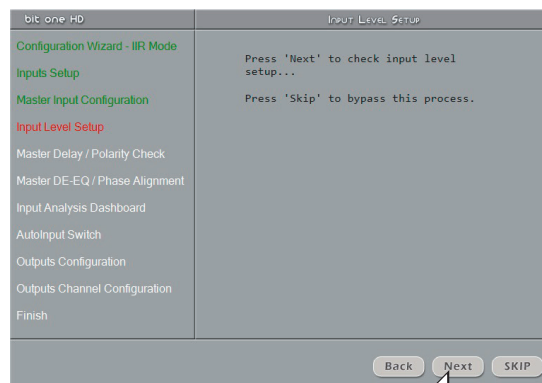 bit one HD
Input Level Setup
Configuration Wizard - IIR Mode
Inputs Setup
Master Input Configuration
Input Level Setup
Master Delay / Polarity Check
Master DE-EQ / Phase Alignment
Input Analysis Dashboard
AutoInput Switch
Outputs Configuration
Outputs Channel Configuration
Finish
Press 'Next' to check input level
setup...
Press 'Skip' to bypass this process.
Back
Next
SKIP